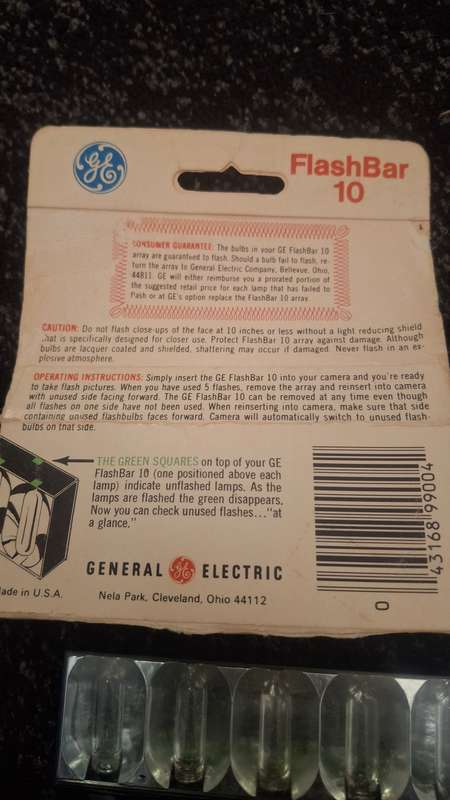 GE
FlashBar
10
CONSUMER GUARANTEE: The bulbs in your GE FlashBar 10
array are guaranteed to flash. Should a bulb fail to flash, re-
turn the array to General Electric Company, Bellevue, Ohio,
44811. GE will either reimburse you a prorated portion of
the suggested retail price for each lamp that has failed to
flash or at GE's option replace the FlashBar 10 array.
CAUTION: Do not flash close-ups of the face at 10 inches or less without a light reducing shield
that is specifically designed for closer use. Protect FlashBar 10 array against damage. Although
bulbs are lacquer coated and shielded, shattering may occur if damaged. Never flash in an ex-
plosive atmosphere.
OPERATING INSTRUCTIONS: Simply insert the GE FlashBar 10 into your camera and you're ready
to take flash pictures. When you have used 5 flashes, remove the array and reinsert into camera
with unused side facing forward. The GE FlashBar 10 can be removed at any time even though
all flashes on one side have not been used. When reinserting into camera, make sure that side
containing unused flashbulbs faces forward. Camera will automatically switch to unused flash-
bulbs on that side.
THE GREEN SQUARES on top of your GE
FlashBar 10 (one positioned above each
lamp) indicate unflashed lamps. As the
lamps are flashed the green disappears.
Now you can check unused flashes..."at
a glance."
GENERAL GE ELECTRIC
Made in U.S.A.
Nela Park, Cleveland, Ohio 44112
0 43168 99004